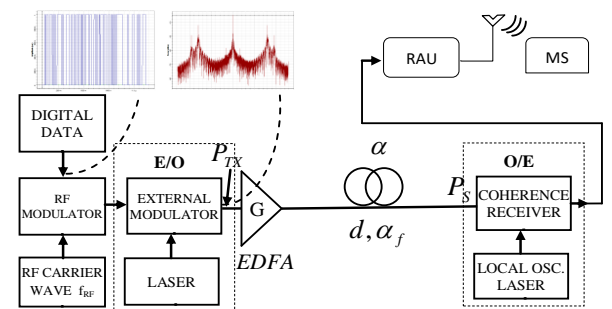 RAU
MS
DIGITAL
DATA
E/O
P_TX
α
O/E
RF
MODULATOR
EXTERNAL
MODULATOR
G
P_S
COHERENCE
RECEIVER
d, α_f
EDFA
RF CARRIER
WAVE f_RF
LASER
LOCAL OSC.
LASER